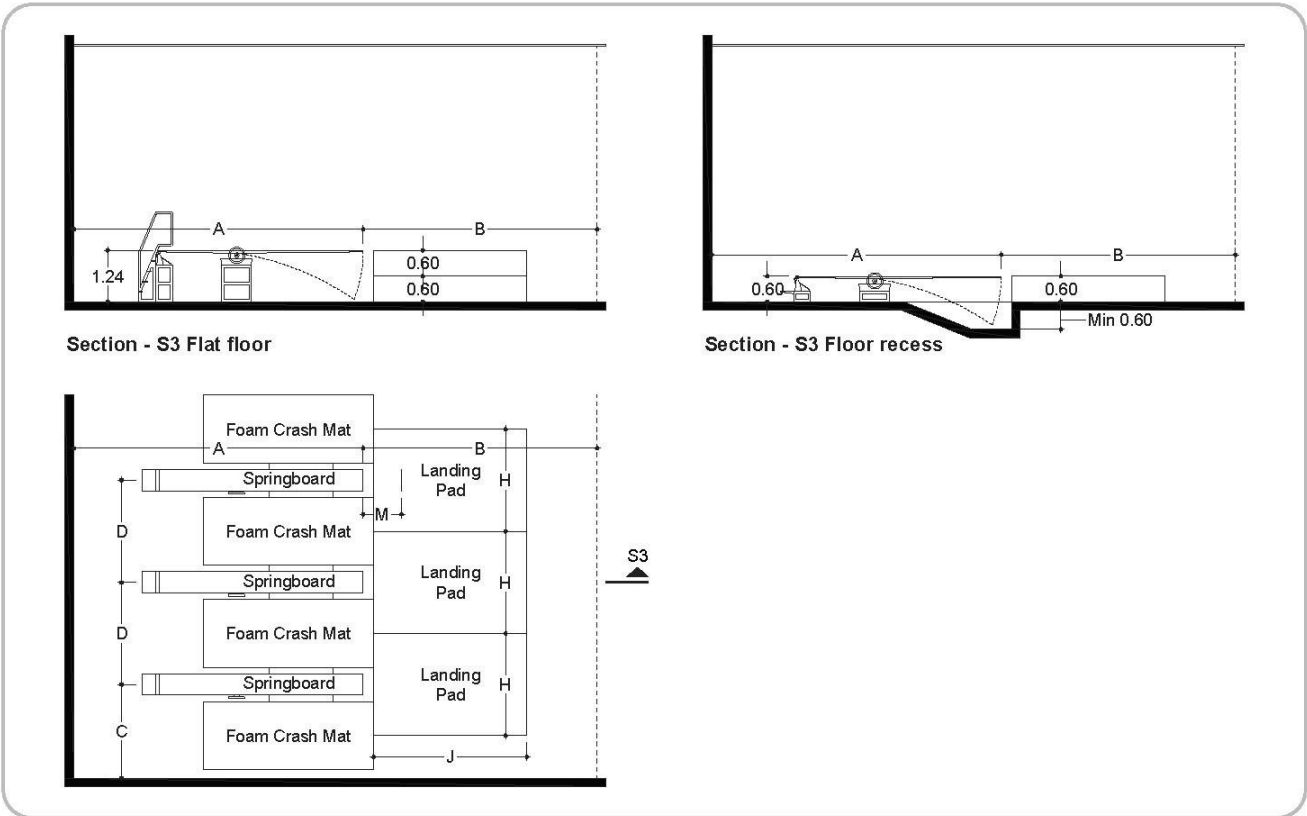 A
B
1.24
0.60
0.60
Section - S3 Flat floor
A
B
0.60
0.60
Min 0.60
Section - S3 Floor recess
Foam Crash Mat
A
B
Springboard
Landing
Pad
H
M
D
Foam Crash Mat
S3
Springboard
Landing
Pad
H
D
Foam Crash Mat
Springboard
Landing
Pad
H
C
Foam Crash Mat
J